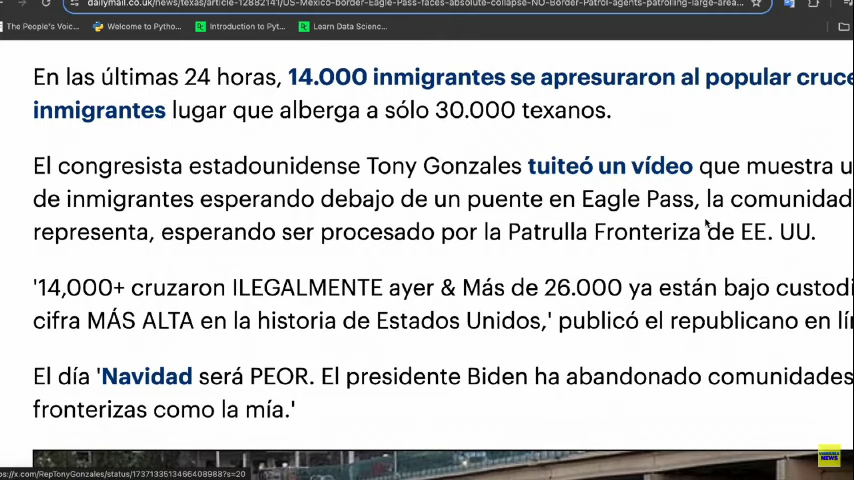 dailymail.co.uk/news/texas/article-12882141/US-Mexico-border-Eagle-Pass-faces-absolute-collapse-NO-Border-Patrol-agents-patrolling-large-area...
The People's Voic...
Welcome to Pytho...
Introduction to Pyt...
Learn Data Scienc...
En las últimas 24 horas, 14.000 inmigrantes se apresuraron al popular cruce
inmigrantes lugar que alberga a sólo 30.000 texanos.
El congresista estadounidense Tony Gonzales tuiteó un vídeo que muestra u
de inmigrantes esperando debajo de un puente en Eagle Pass, la comunidad
representa, esperando ser procesado por la Patrulla Fronteriza de EE. UU.
'14,000+ cruzaron ILEGALMENTE ayer & Más de 26.000 ya están bajo custodi
cifra MÁS ALTA en la historia de Estados Unidos,' publicó el republicano en lí
El día 'Navidad será PEOR. El presidente Biden ha abandonado comunidades
fronterizas como la mía.'
ps://x.com/RepTonyGonzales/status/1737133513466408988?s=20
NEWS